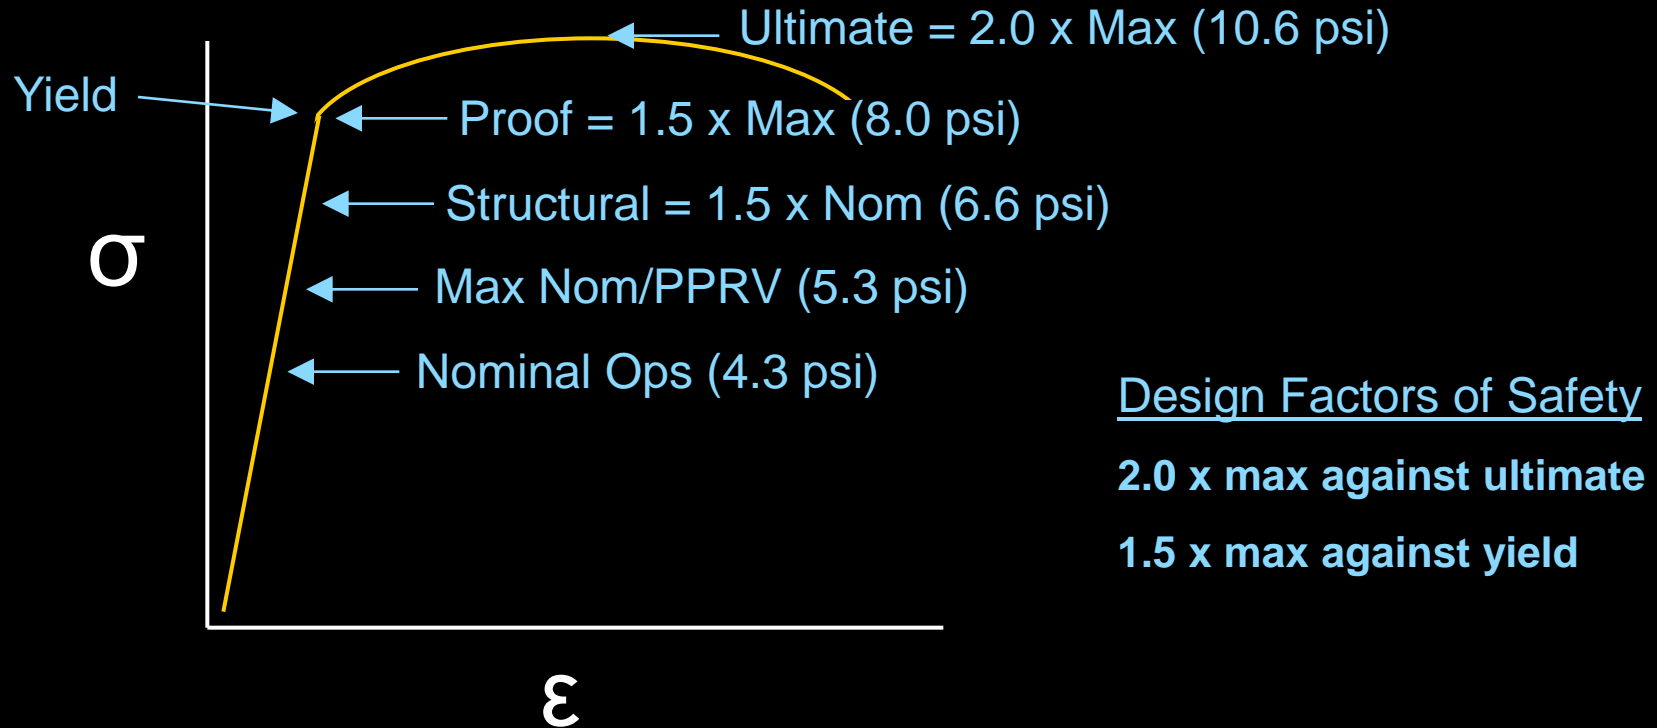 Ultimate = 2.0 x Max (10.6 psi)
Yield
Proof = 1.5 x Max (8.0 psi)
Structural = 1.5 x Nom (6.6 psi)
σ
Max Nom/PPRV (5.3 psi)
Nominal Ops (4.3 psi)
Design Factors of Safety
2.0 x max against ultimate
1.5 x max against yield
ε